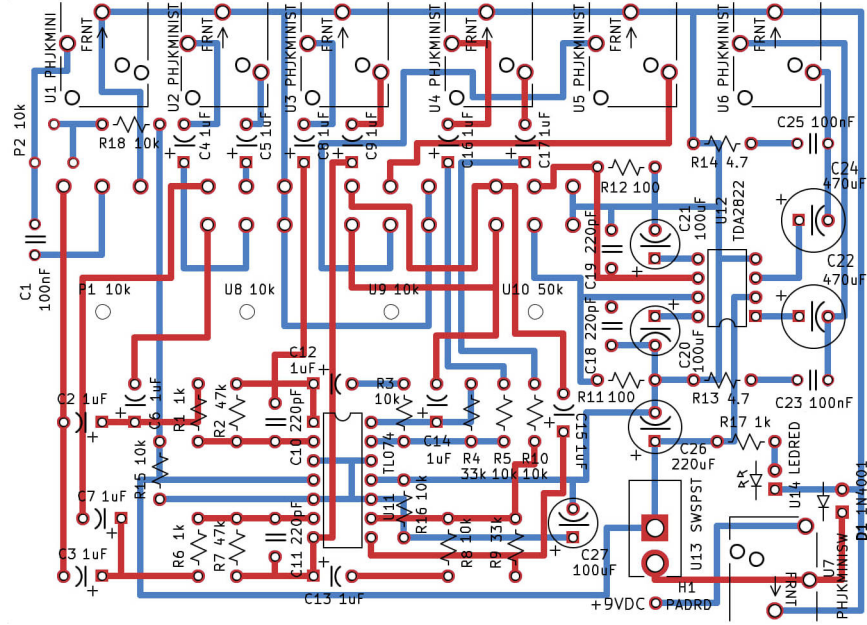 U1 PHJKMINI
FRNT
U2 PHJKMINIST
U3 PHJKMINIST
FRNT
U4 PHJKMINIST
FRNT
U5 PHJKMINIST
FRNT
U6 PHJKMINIST
FRNT
P2 10k
R18 10k
C4 1uF
C5 1uF
C8 1uF
C9 1uF
C16 1uF
C17 1uF
C25 100nF
R14 4.7
R12 100
C24
470uF
U12
TDA2822
C21
100uF
C19 220pF
C22
470uF
C1
100nF
P1 10k
U8 10k
U9 10k
U10 50k
C18 220pF
C20
100uF
C12
1uF
R3
10k
R11 100
R13 4.7
C23 100nF
C2 1uF
C6 1uF
R1 1k
R2 47k
C10 220pF
TL074
U11
C14
1uF
R4
33k
R5
10k
R10
10k
C15 1uF
R17 1k
C26
220uF
LEDRED
U14
R15 10k
R16 10k
C7 1uF
D1 1N4001
C3 1uF
R6 1k
R7 47k
C11 220pF
R8 10k
R9 33k
C27
100uF
U13 SWSPST
C13 1uF
H1
+9VDC
PADRD
U7
PHJKMINISW
FRNT